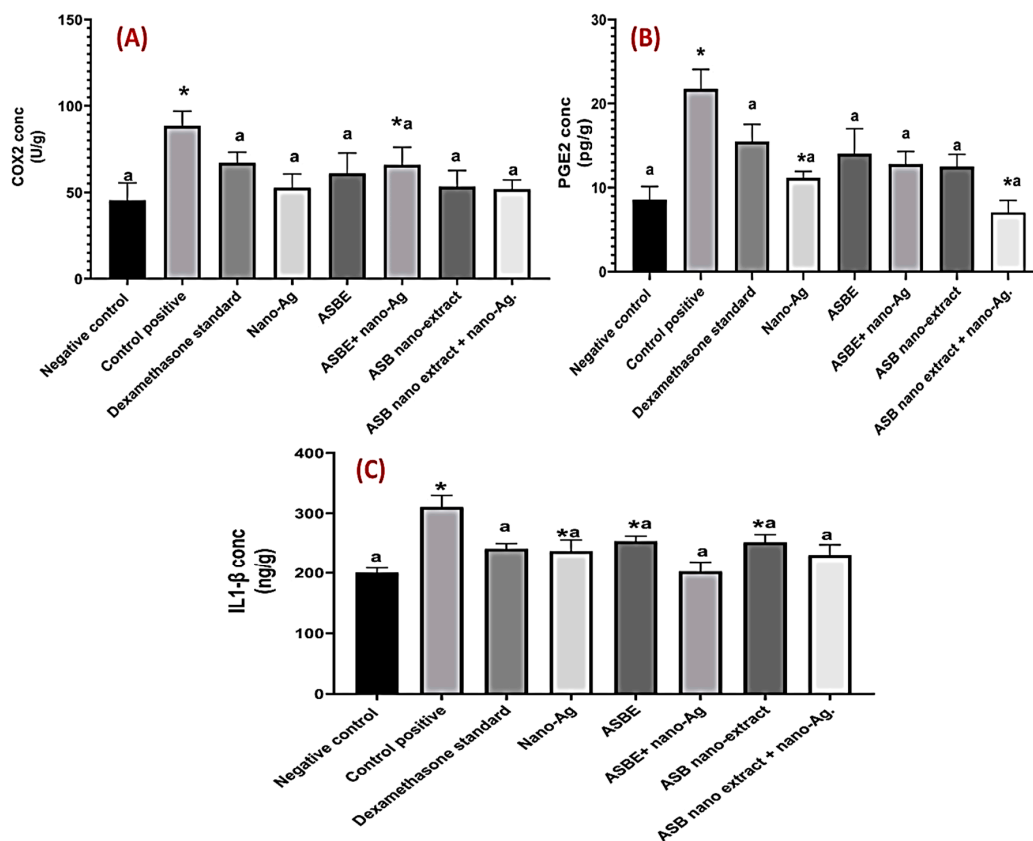 (A)
COX2 conc
(U/g)
150
100
50
0
*
a
a
a
a
*a
a
a
Negative control
Control positive
Dexamethasone standard
Nano-Ag
ASBE
ASBE+ nano-Ag
ASB nano-extract
ASB nano extract + nano-Ag.
(B)
PGE2 conc
(pg/g)
30
20
10
0
a
*
a
*a
a
a
a
*a
Negative control
Control positive
Dexamethasone standard
Nano-Ag
ASBE
ASBE+ nano-Ag
ASB nano-extract
ASB nano extract + nano-Ag.
(C)
IL1-β conc
(ng/g)
400
300
200
100
0
a
*
a
*a
*a
a
*a
a
Negative control
Control positive
Dexamethasone standard
Nano-Ag
ASBE
ASBE+ nano-Ag
ASB nano-extract
ASB nano extract + nano-Ag.